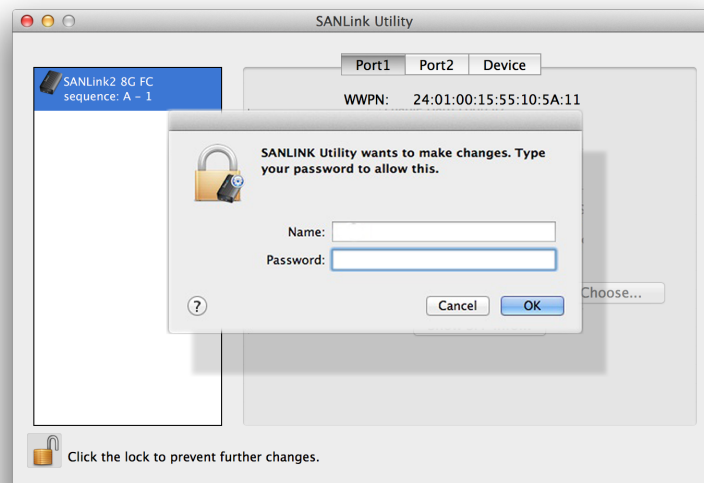 SANLink Utility
SANLink2 8G FC
sequence: A - 1
Port1 Port2 Device
WWPN: 24:01:00:15:55:10:5A:11
SANLINK Utility wants to make changes. Type
your password to allow this.
Name:
Password:
?
Cancel OK
Choose...
Click the lock to prevent further changes.